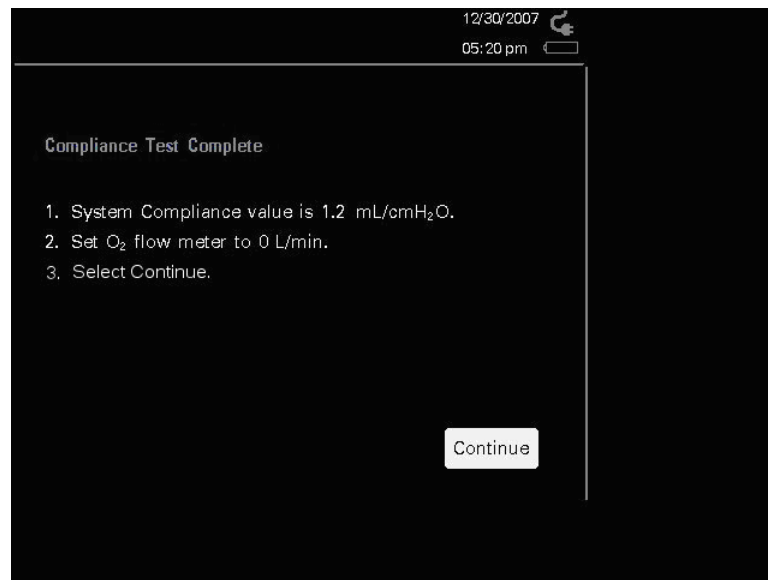 12/30/2007
05:20 pm
Compliance Test Complete
1. System Compliance value is 1.2 mL/cmH₂O.
2. Set O₂ flow meter to 0 L/min.
3. Select Continue.
Continue